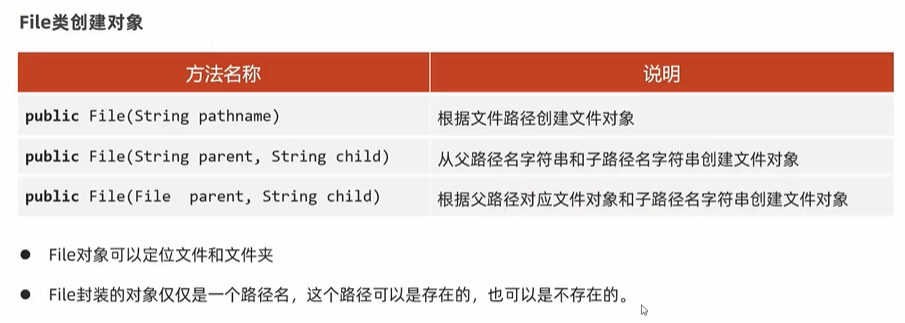 File类创建对象
方法名称 说明
public File(String pathname) 根据文件路径创建文件对象
public File(String parent, String child) 从父路径名字符串和子路径名字符串创建文件对象
public File(File  parent, String child) 根据父路径对应文件对象和子路径名字符串创建文件对象
● File对象可以定位文件和文件夹
● File封装的对象仅仅是一个路径名，这个路径可以是存在的，也可以是不存在的。